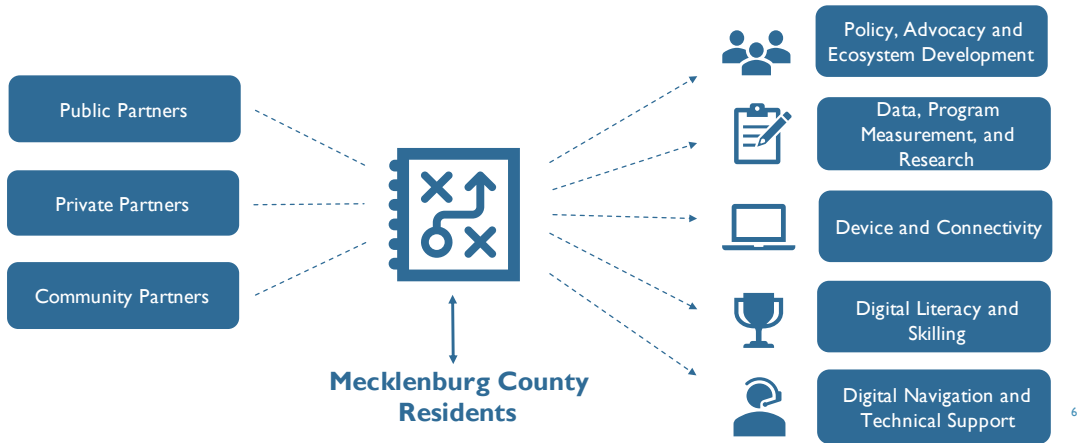 Public Partners
Private Partners
Community Partners
Mecklenburg County
Residents
Policy, Advocacy and
Ecosystem Development
Data, Program
Measurement, and
Research
Device and Connectivity
Digital Literacy and
Skilling
Digital Navigation and
Technical Support
6